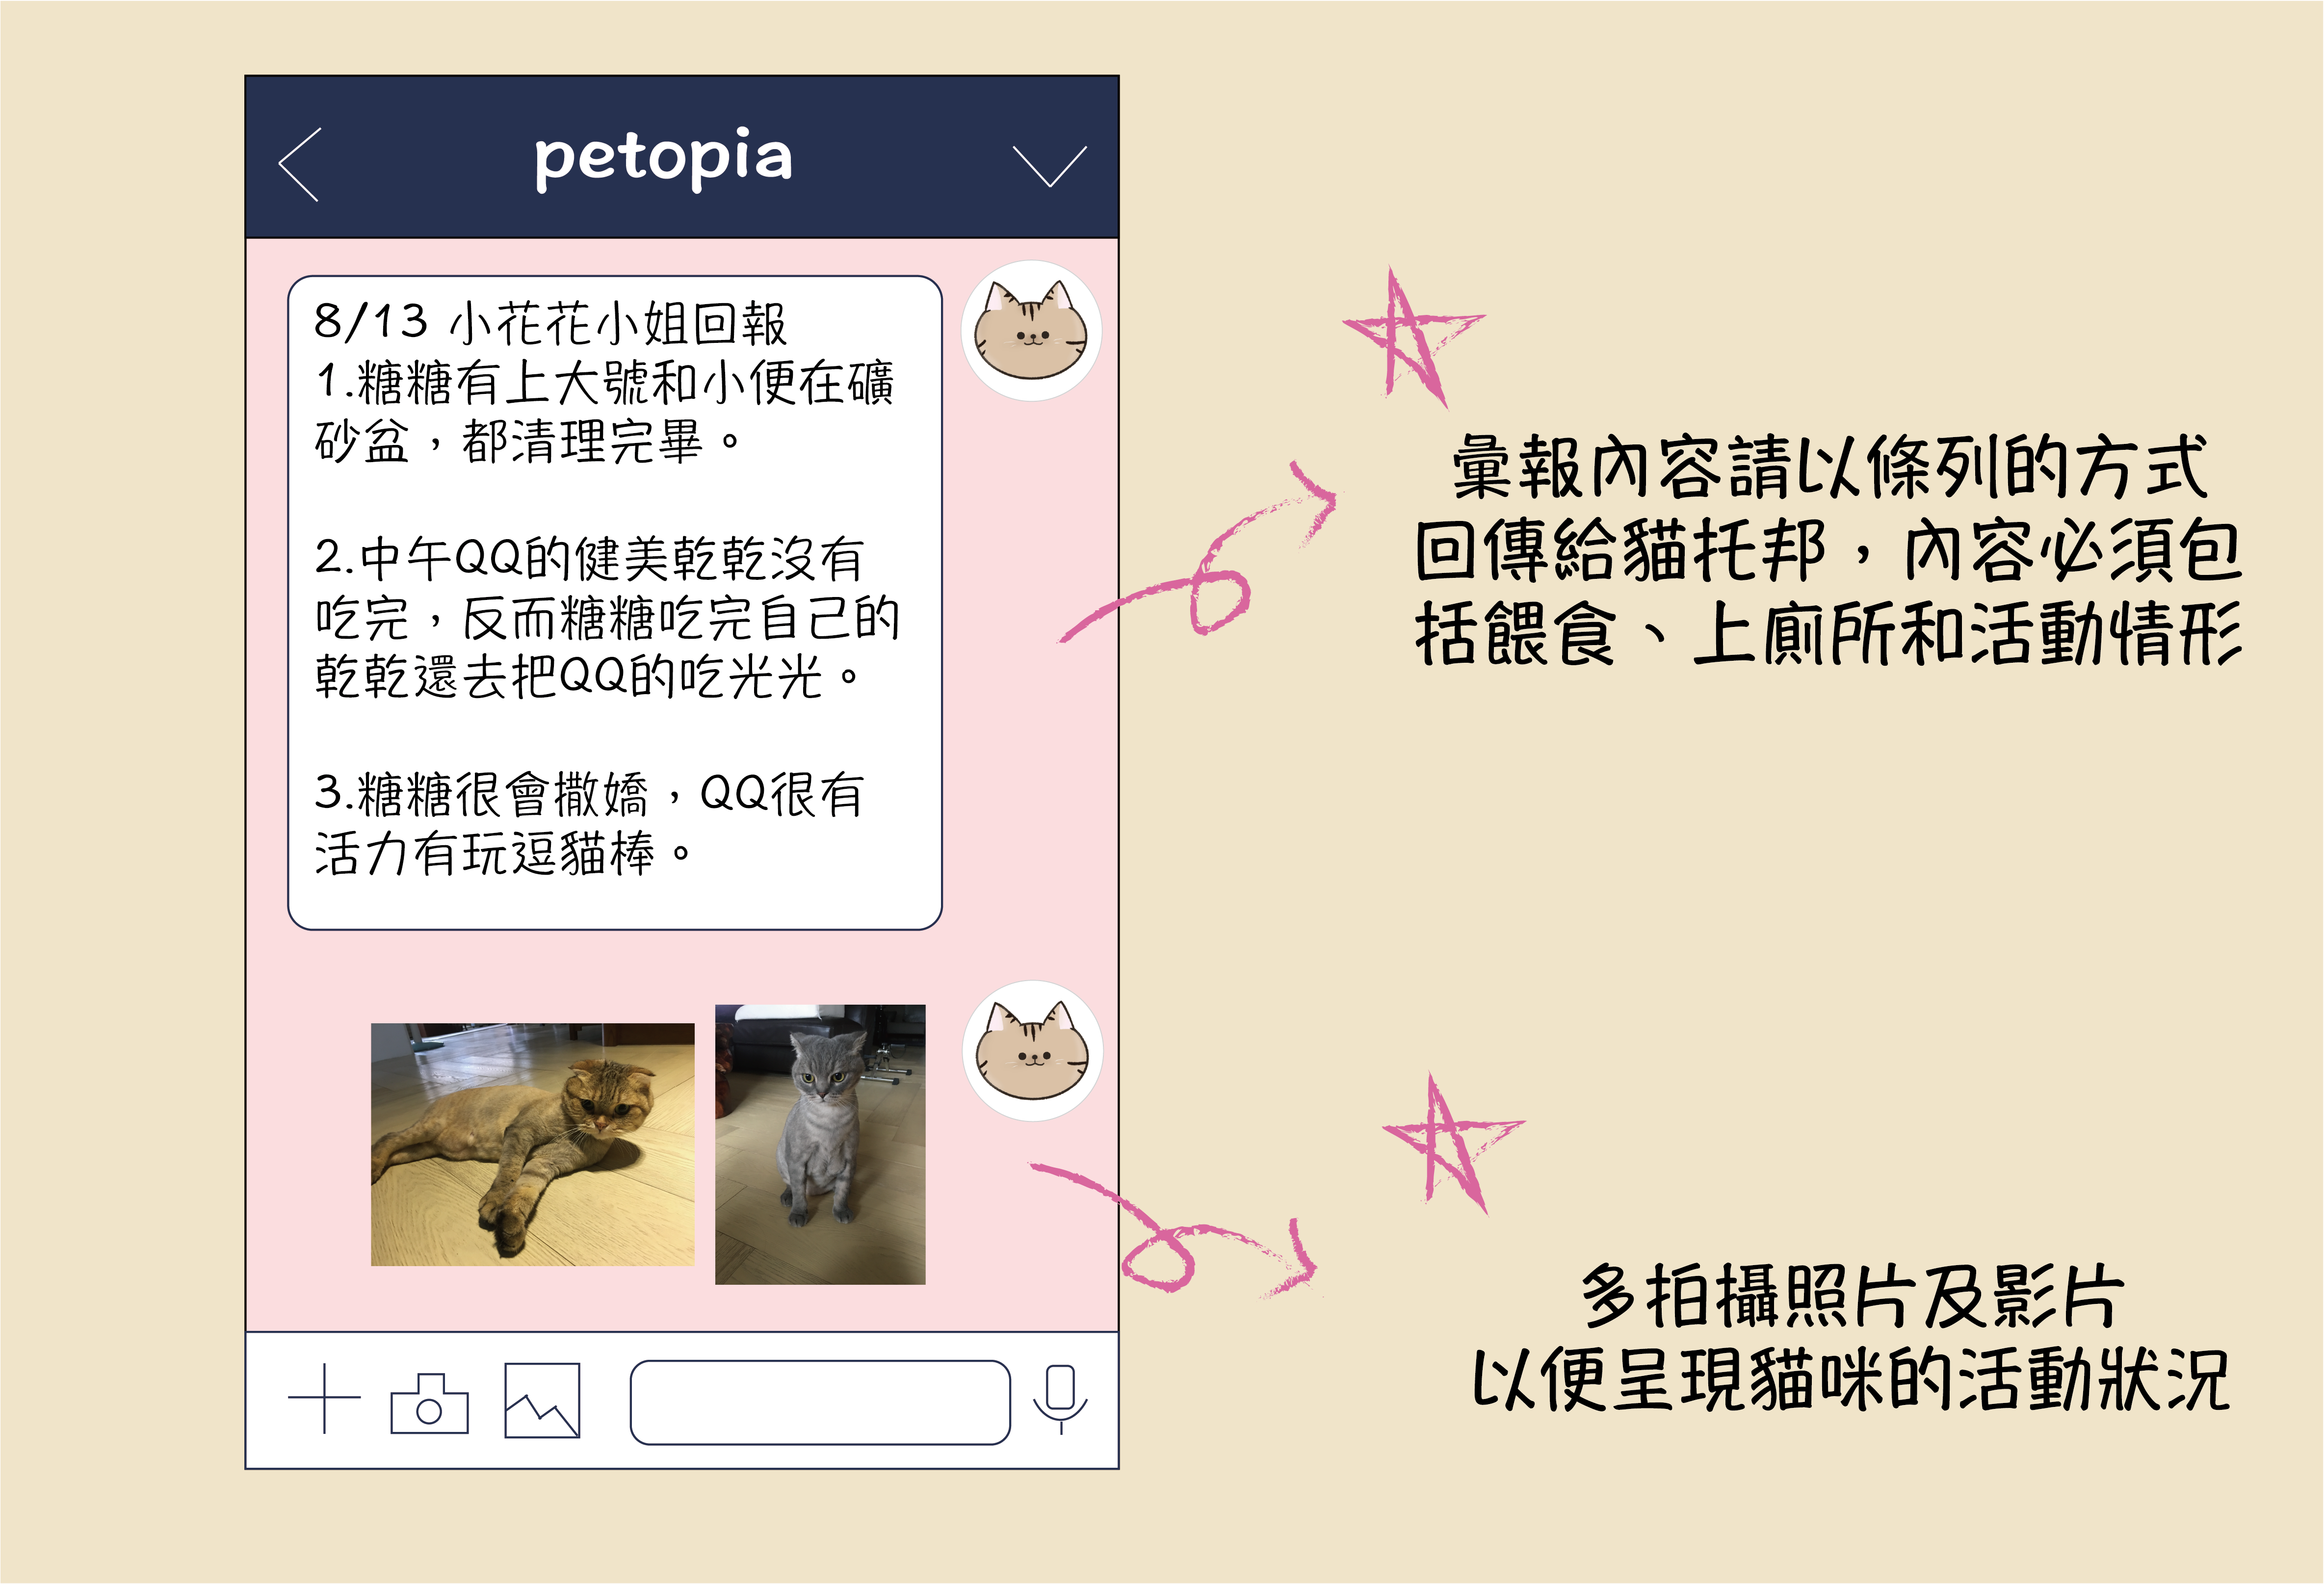 petopia
8/13 小花花小姐回報
1.糖糖有上大號和小便在礦
砂盆，都清理完畢。
2.中午QQ的健美乾乾沒有
吃完，反而糖糖吃完自己的
乾乾還去把QQ的吃光光。
3.糖糖很會撒嬌，QQ很有
活力有玩逗貓棒。
彙報內容請以條列的方式
回傳給貓托邦，內容必須包
括餵食、上廁所和活動情形
多拍攝照片及影片
以便呈現貓咪的活動狀況